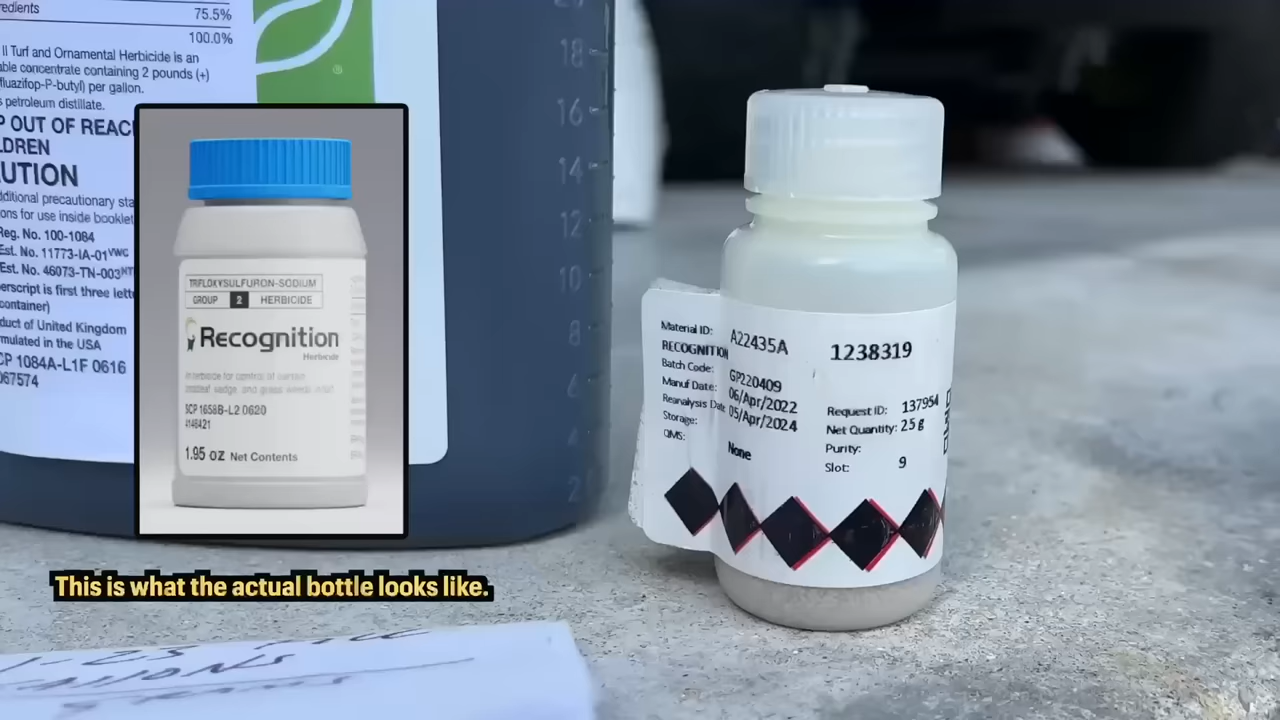 redients
75.5%
100.0%
II Turf and Ornamental Herbicide is an
able concentrate containing 2 pounds (+)
fluazifop-P-butyl) per gallon.
s petroleum distillate.
P OUT OF REAC
LDREN
UTION
dditional precautionary sta
ons for use inside booklet
Reg. No. 100-1084
Est. No. 11773-IA-01VWG
Est. No. 46073-TN-003
erscript is first three lett
container)
duct of United Kingdom
mulated in the USA
CP 1084A-L1F 0616
067574
®
18
16
14
12
10
8
6
4
2
TRIFLOXYSULFURON-SODIUM
GROUP 2 HERBICIDE
Recognition
Herbicide
SCP 1658B-L2 0620
4146421
1.95 oz Net Contents
Material ID: A22435A
RECOGNITION
Batch Code: GP220409
Manuf Date: 06/Apr/2022
Reanalysis Date 05/Apr/2024
Storage:
QMS: None
1238319
Request ID: 137954
Net Quantity: 25 g
Purity:
Slot: 9
This is what the actual bottle looks like.